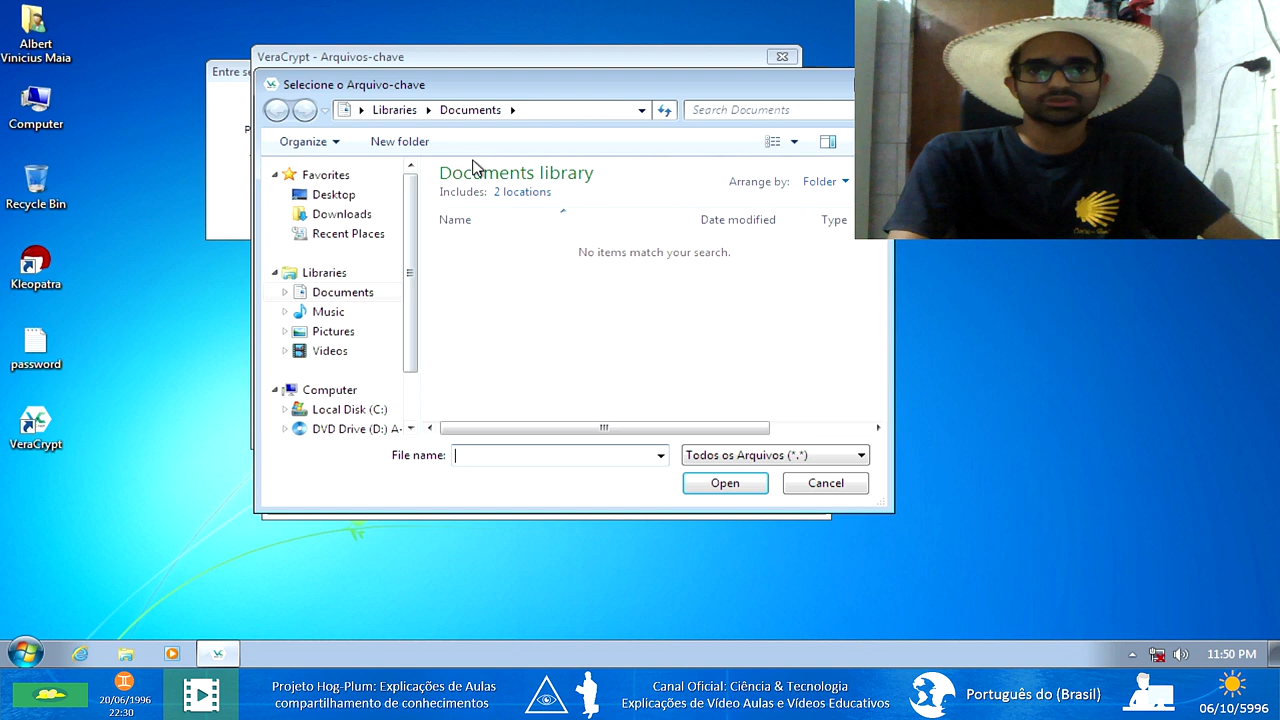 Albert
Vinicius Maia
Computer
Recycle Bin
Kleopatra
password
VeraCrypt
Entre se
P
VeraCrypt - Arquivos-chave
Selecione o Arquivo-chave
Libraries
Documents
Search Documents
Organize
New folder
Favorites
Desktop
Downloads
Recent Places
Libraries
Documents
Music
Pictures
Videos
Computer
Local Disk (C:)
DVD Drive (D:) A-
Documents library
Includes: 2 locations
Arrange by: Folder
Name Date modified Type
No items match your search.
File name:
Todos os Arquivos (*.*)
Open Cancel
11:50 PM
20/06/1996
22:30
Projeto Hog-Plum: Explicações de Aulas
compartilhamento de conhecimentos
Canal Oficial: Ciência & Tecnologia
Explicações de Vídeo Aulas e Vídeos Educativos
Português do (Brasil)
06/10/5996